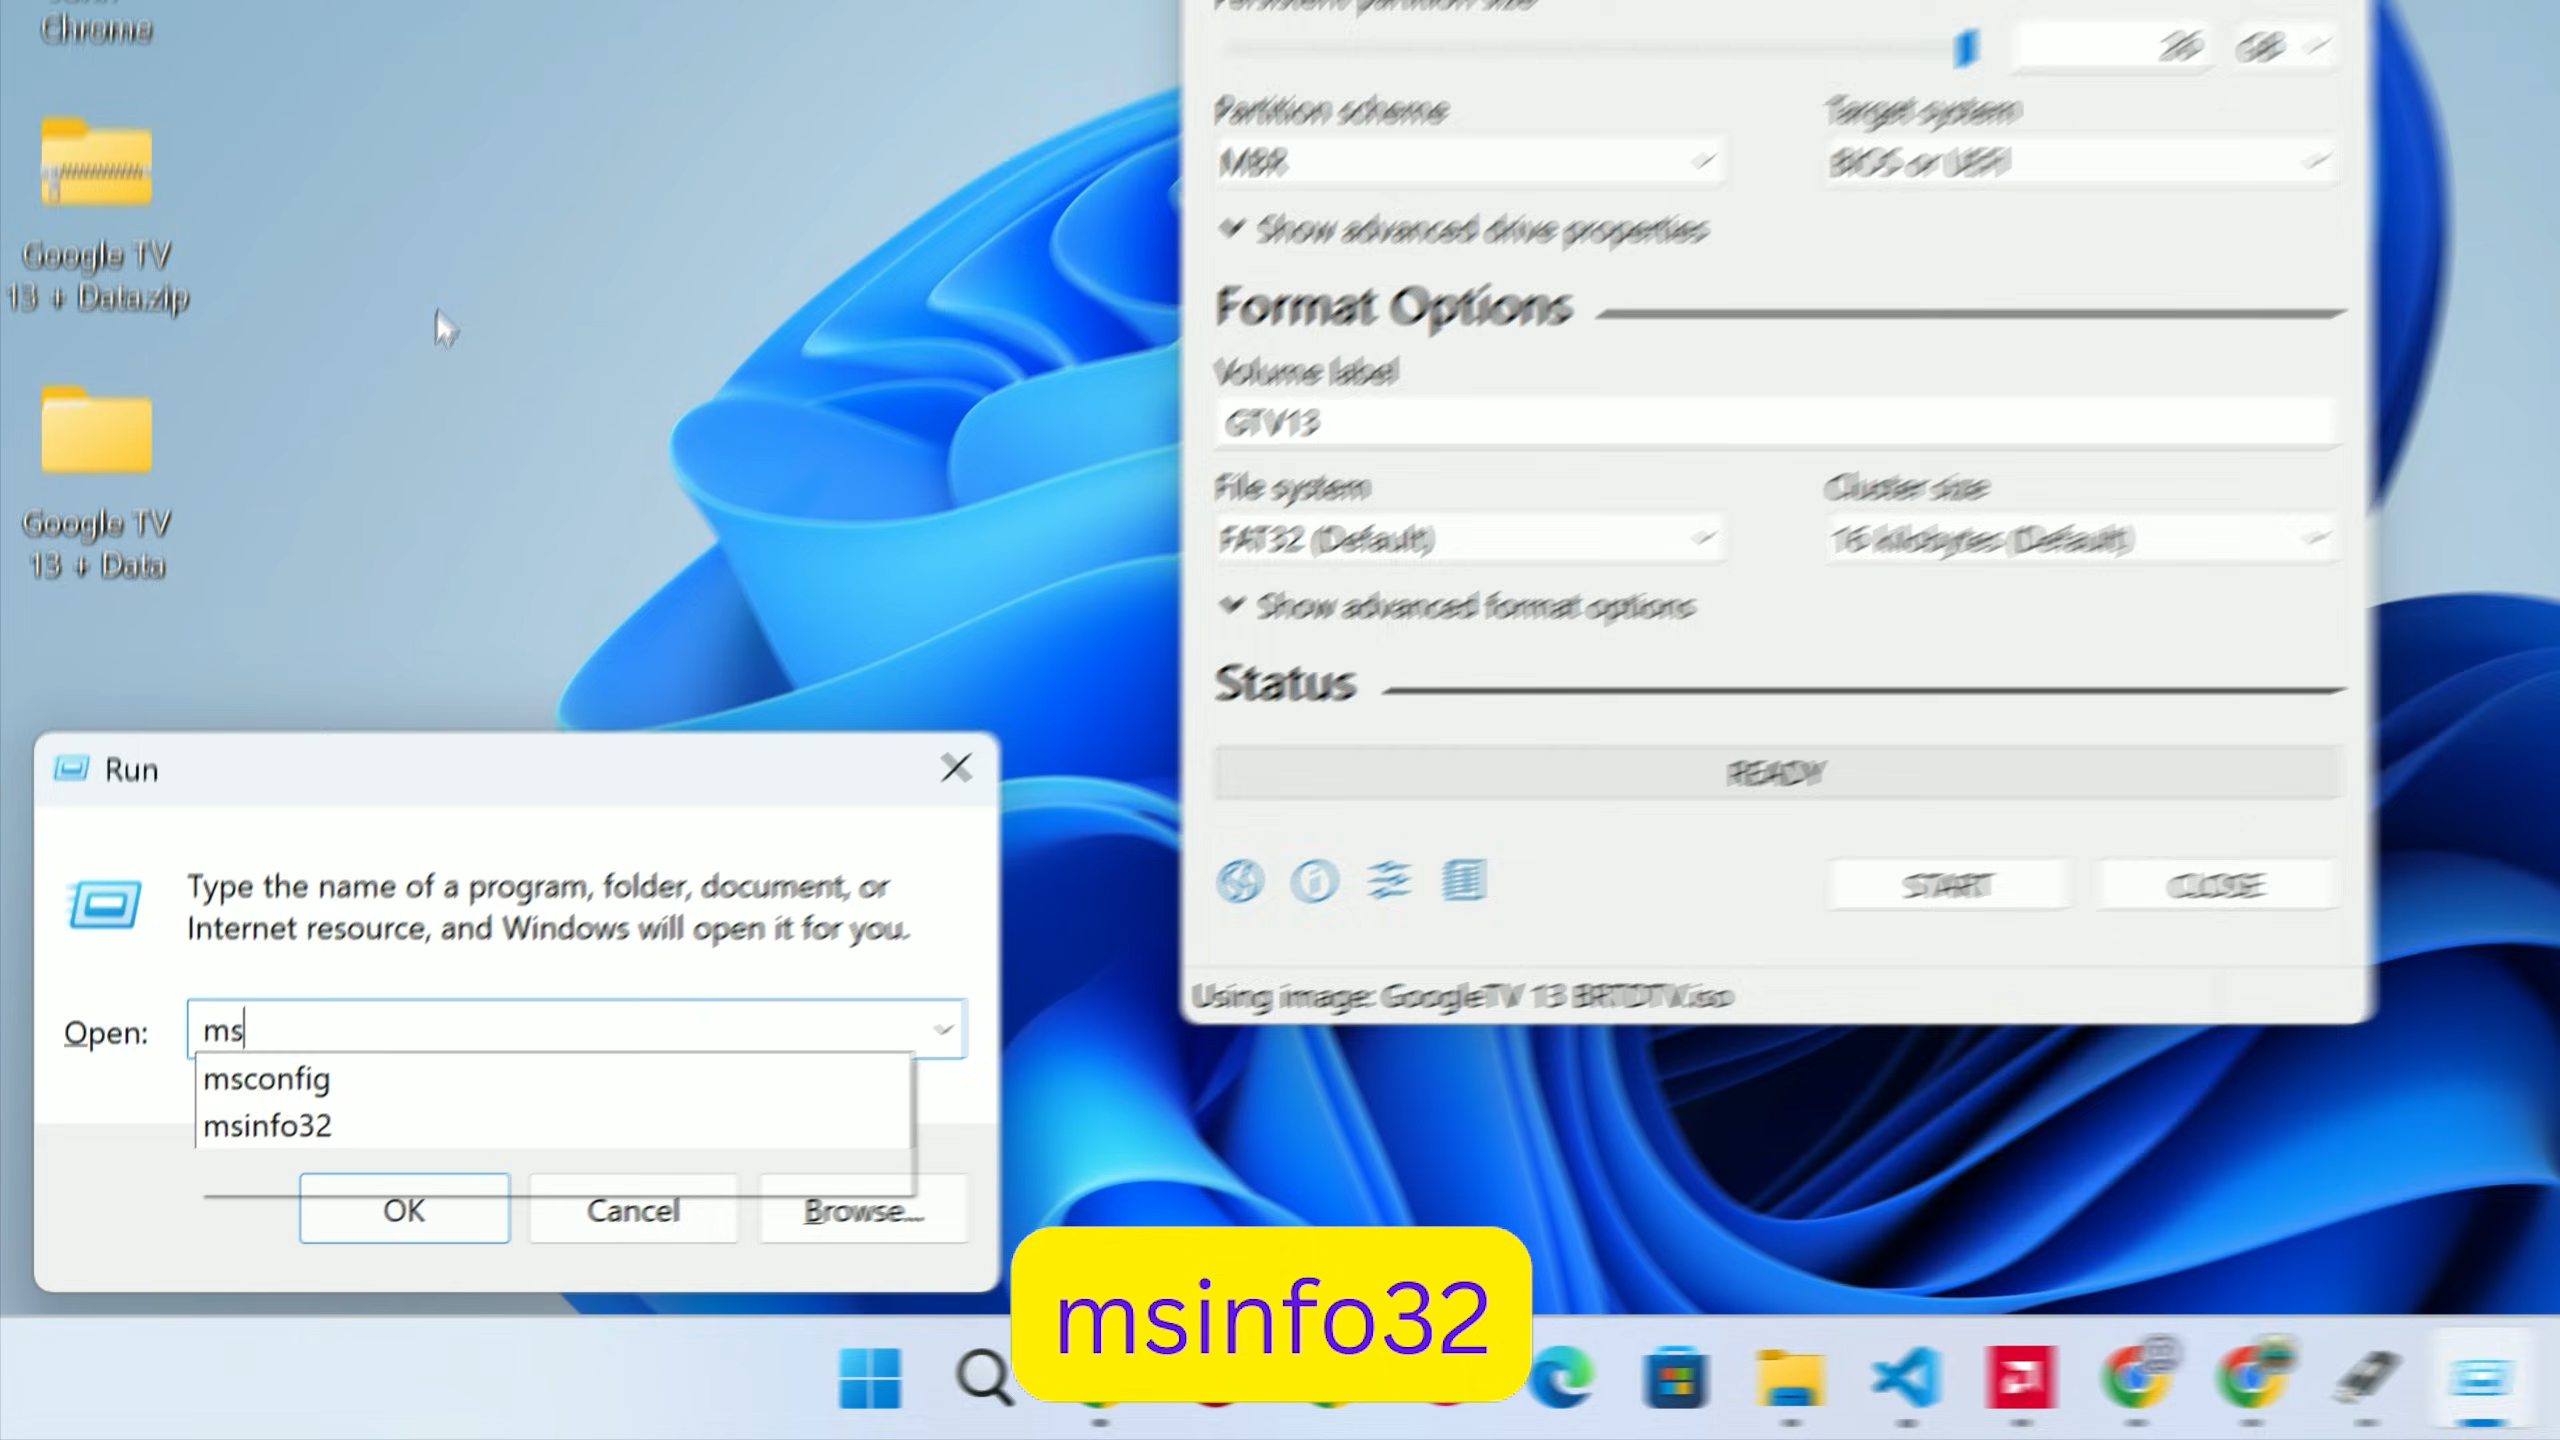 Chrome
Google TV
13 + Data.zip
Google TV
13 + Data
Persistent partition size
GB
Partition scheme
Target system
MBR
BIOS or UEFI
Show advanced drive properties
Format Options
Volume label
GTV13
File system
Cluster size
FAT32 (Default)
16 kilobytes (Default)
Show advanced format options
Status
READY
START
CLOSE
Using image: GoogleTV 13 BRTDTV.iso
Run
Type the name of a program, folder, document, or
Internet resource, and Windows will open it for you.
Open:
ms
msconfig
msinfo32
OK
Cancel
Browse...
msinfo32